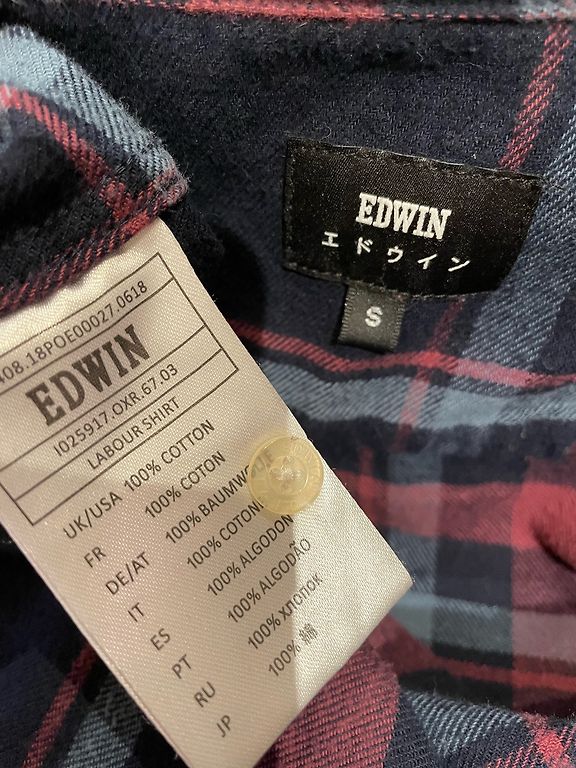 EDWIN
エドウイン
S
408.18POE00027.0618
EDWIN
I025917.OXR.67.03
LABOUR SHIRT
UK/USA 100% COTTON
FR 100% COTON
DE/AT 100% BAUMWO
IT 100% COTON
ES 100% ALGODON
PT 100% ALGODÃO
RU 100% ХЛОПОК
JP 100% 綿